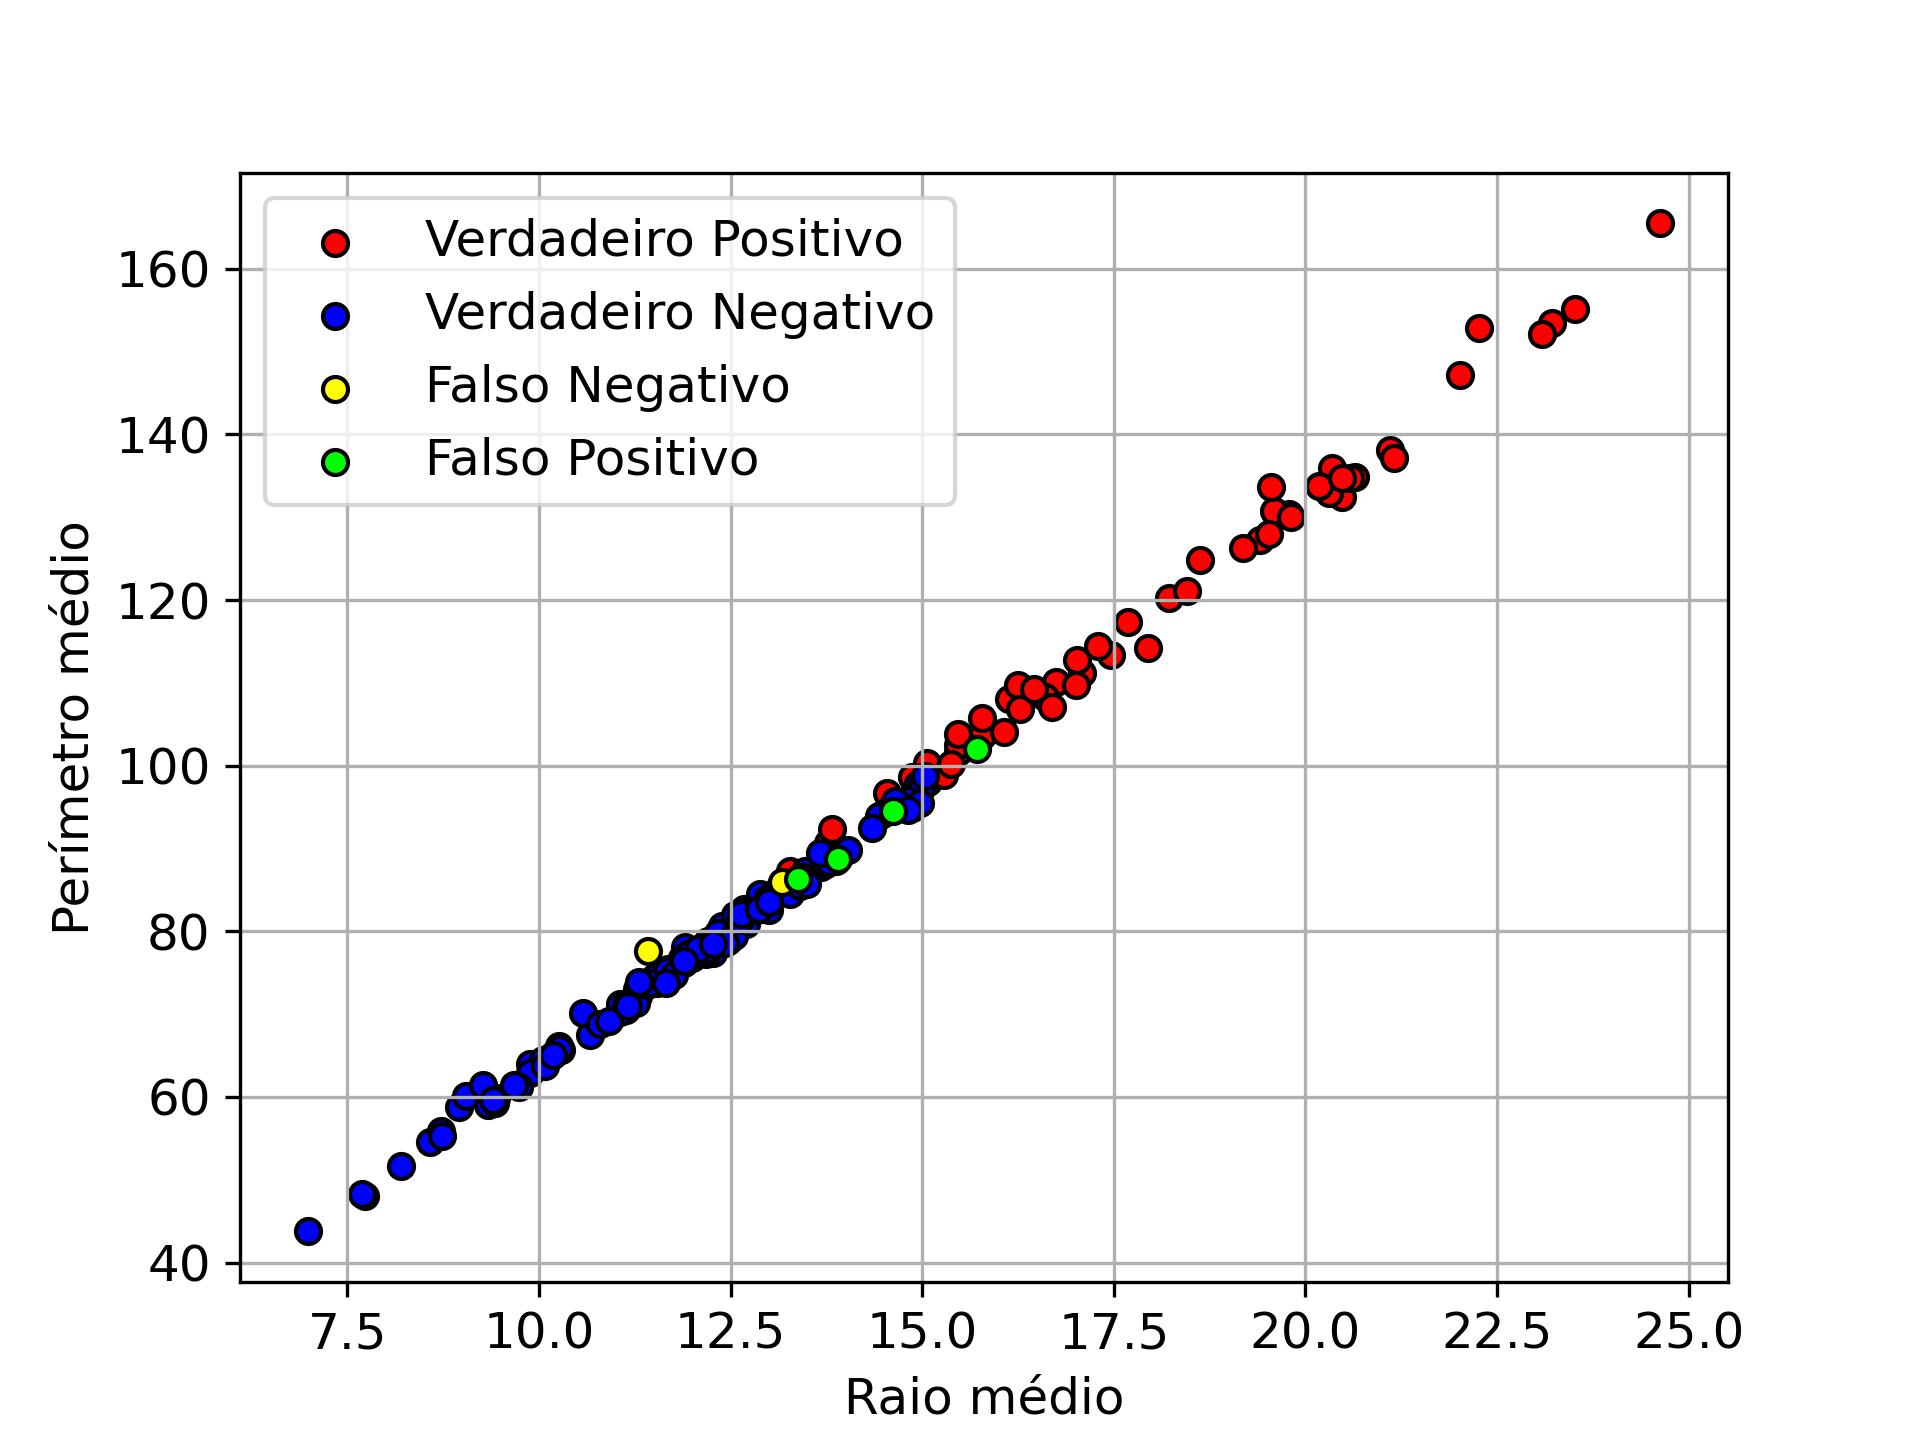 Verdadeiro Positivo
Verdadeiro Negativo
Falso Negativo
Falso Positivo
160
140
120
100
80
60
40
Perímetro médio
7.5 10.0 12.5 15.0 17.5 20.0 22.5 25.0
Raio médio